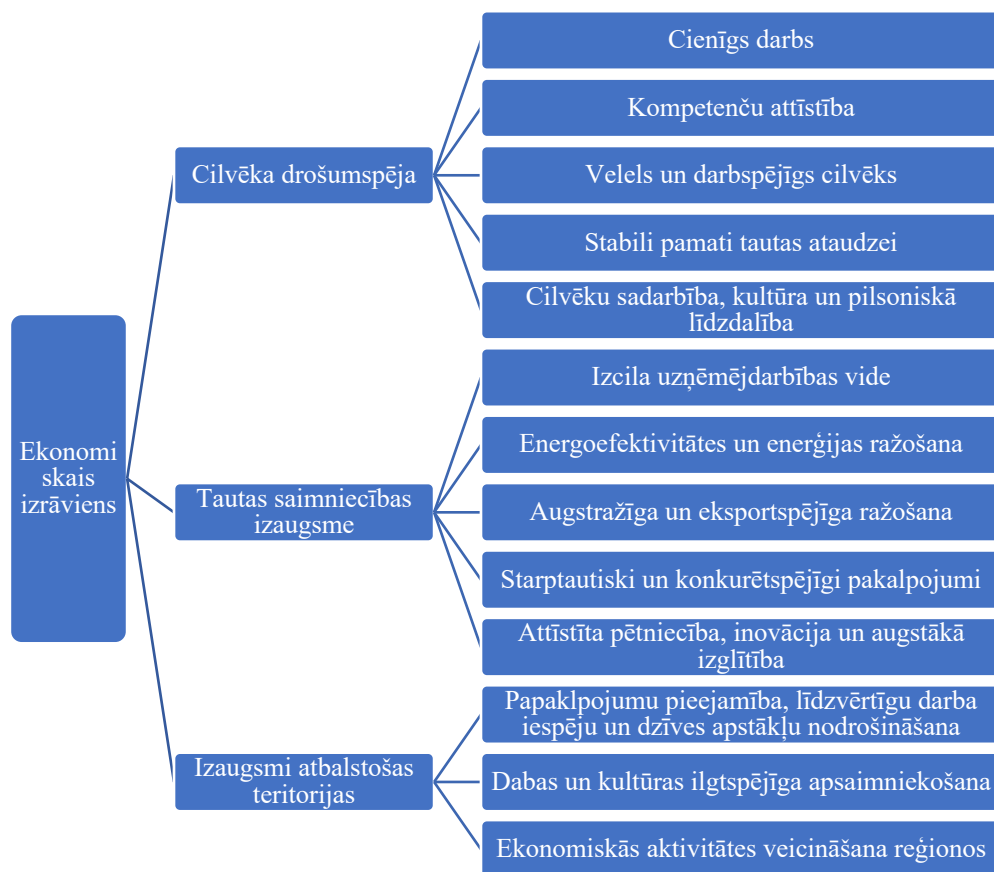 Cienīgs darbs
Kompetenču attīstība
Cilvēka drošumspēja
Velels un darbspējīgs cilvēks
Stabili pamati tautas ataudzei
Cilvēku sadarbība, kultūra un pilsoniskā
līdzdalība
Izcila uzņēmējdarbības vide
Ekonomi
skais
izrāviens
Energoefektivitātes un enerģijas ražošana
Tautas saimniecības
izaugsme
Augstražīga un eksportspējīga ražošana
Starptautiski un konkurētspējīgi pakalpojumi
Attīstīta pētniecība, inovācija un augstākā
izglītība
Papaklpojumu pieejamība, līdzvērtīgu darba
iespēju un dzīves apstākļu nodrošināšana
Izaugsmi atbalstošas
teritorijas
Dabas un kultūras ilgtspējīga apsaimniekošana
Ekonomiskās aktivitātes veicināšana reģionos